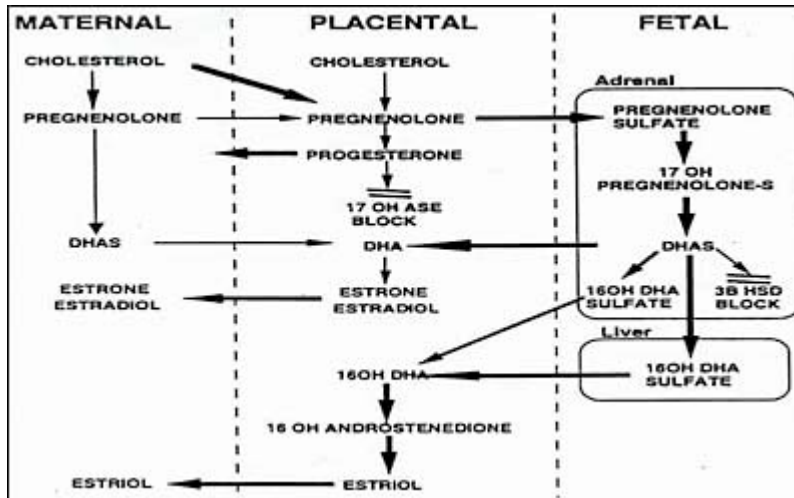 MATERNAL PLACENTAL FETAL
CHOLESTEROL CHOLESTEROL
Adrenal
PREGNENOLONE PREGNENOLONE PREGNENOLONE
SULFATE
PROGESTERONE
17 OH
PREGNENOLONE-S
17 OH ASE
BLOCK
DHAS DHA DHAS
ESTRONE
ESTRADIOL
ESTRONE
ESTRADIOL
16OH DHA
SULFATE
3B HSD
BLOCK
Liver
16OH DHA
16OH DHA
SULFATE
16 OH ANDROSTENEDIONE
ESTRIOL ESTRIOL